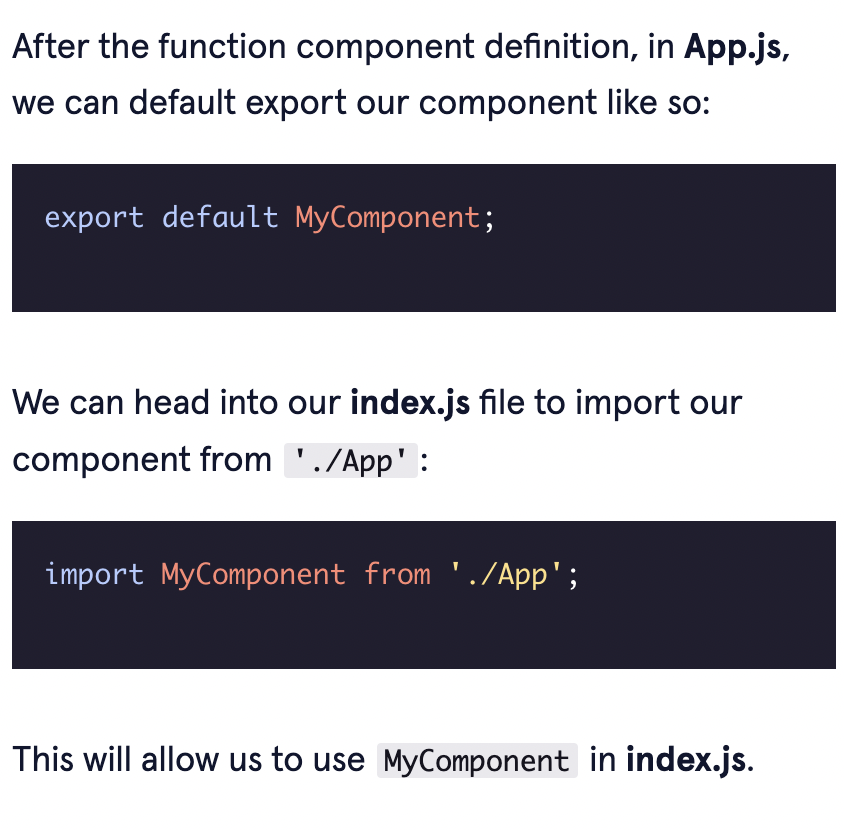 After the function component definition, in App.js,
we can default export our component like so:
export default MyComponent;
We can head into our index.js file to import our
component from './App':
import MyComponent from './App';
This will allow us to use MyComponent in index.js.